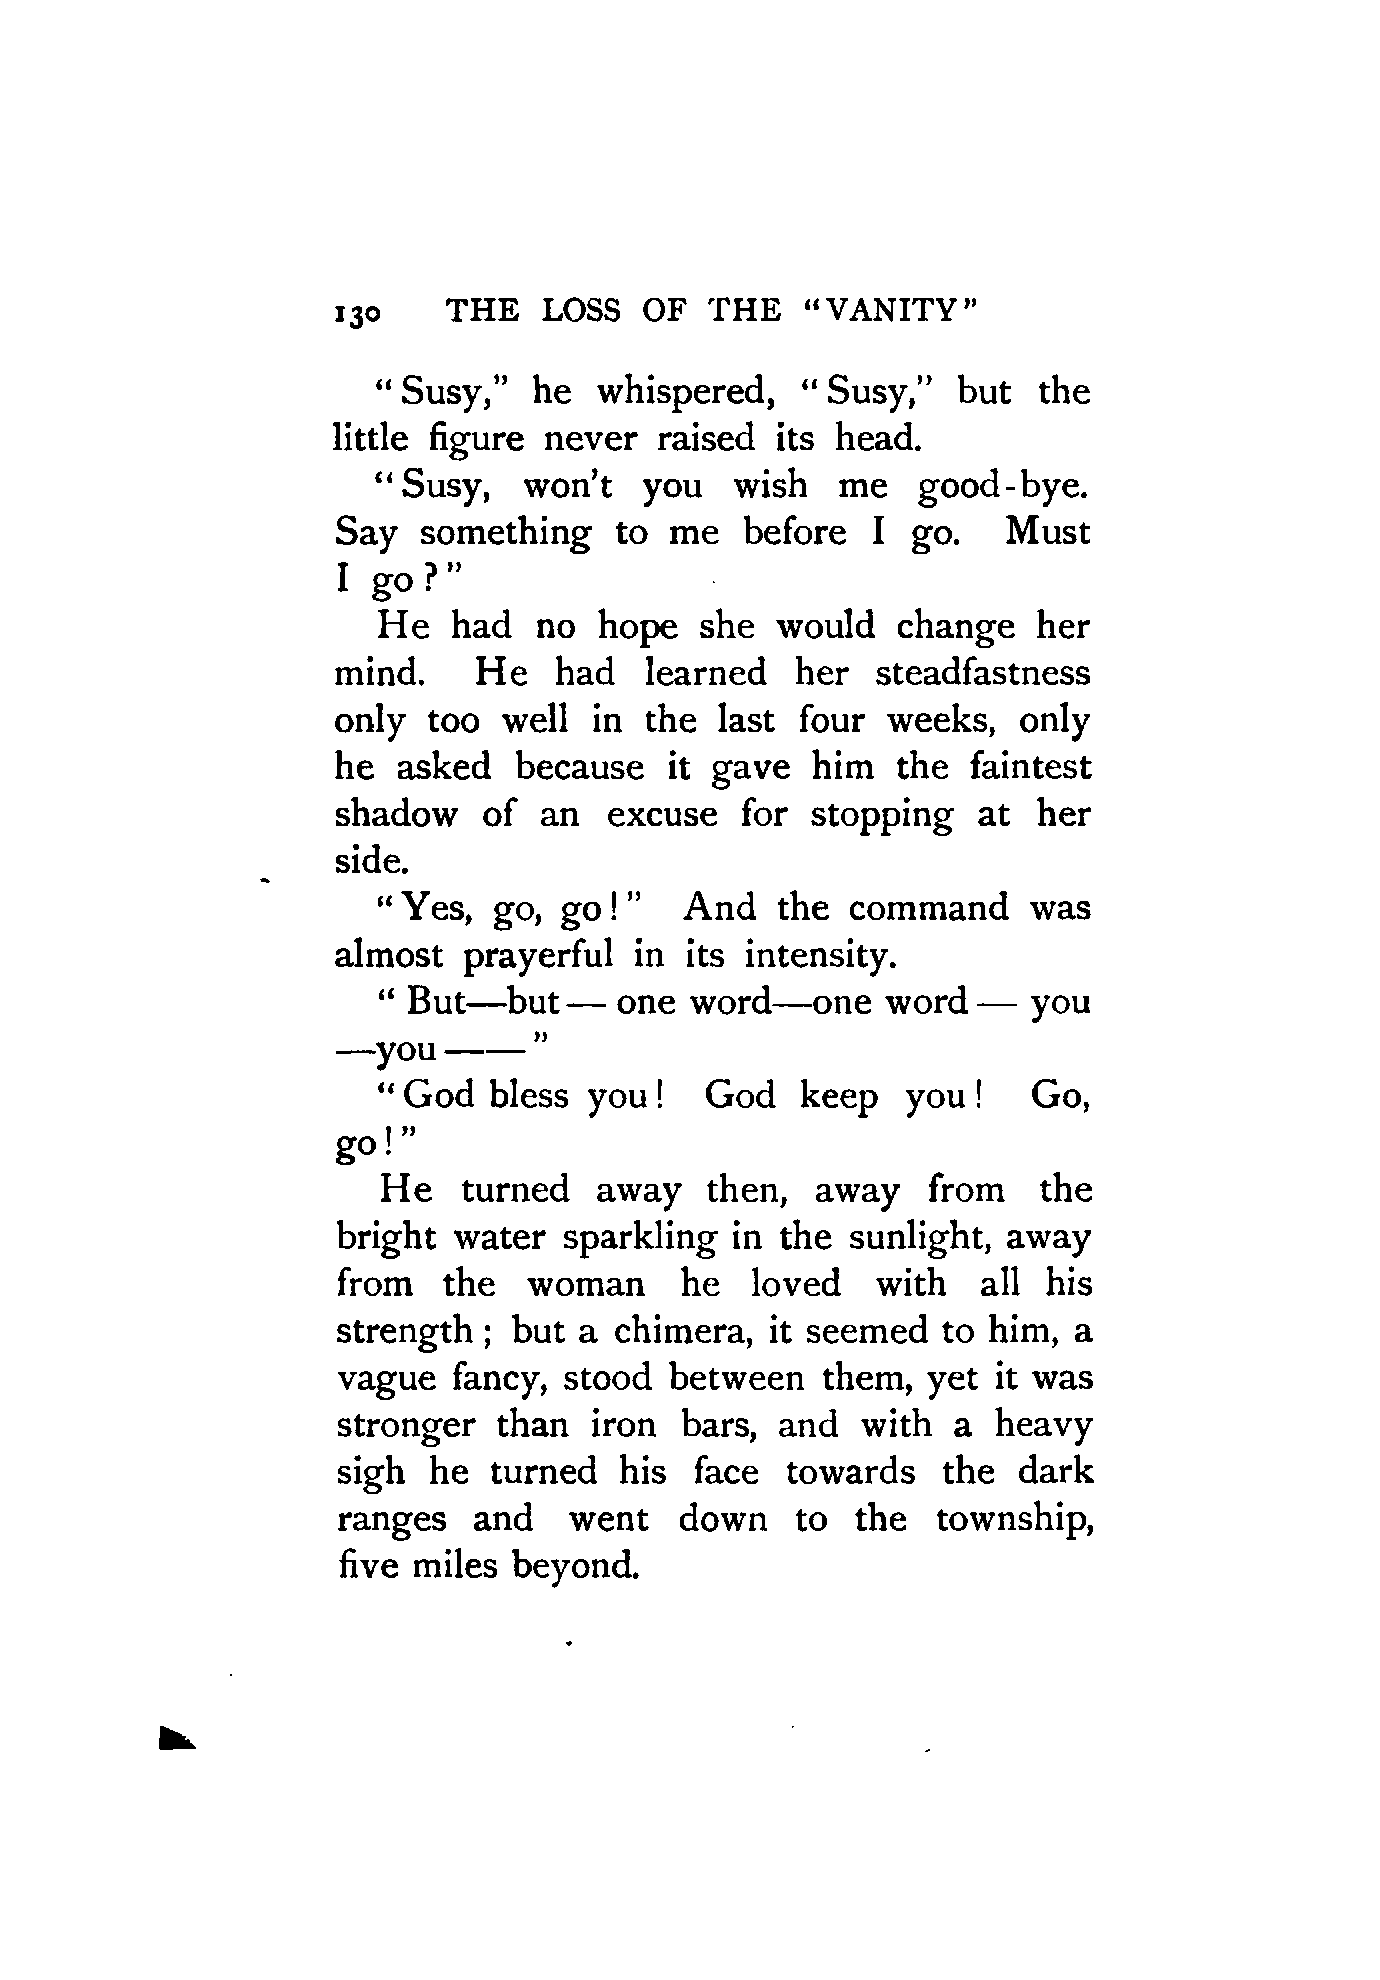 130 THE LOSS OF THE "VANITY"
"Susy," he whispered, "Susy," but the
little figure never raised its head.
"Susy, won't you wish me good-bye.
Say something to me before I go. Must
I go?"
He had no hope she would change her
mind. He had learned her steadfastness
only too well in the last four weeks, only
he asked because it gave him the faintest
shadow of an excuse for stopping at her
side.
"Yes, go, go!" And the command was
almost prayerful in its intensity.
"But—but— one word—one word — you
—you ——"
"God bless you! God keep you! Go,
go!"
He turned away then, away from the
bright water sparkling in the sunlight, away
from the woman he loved with all his
strength; but a chimera, it seemed to him, a
vague fancy, stood between them, yet it was
stronger than iron bars, and with a heavy
sigh he turned his face towards the dark
ranges and went down to the township,
five miles beyond.